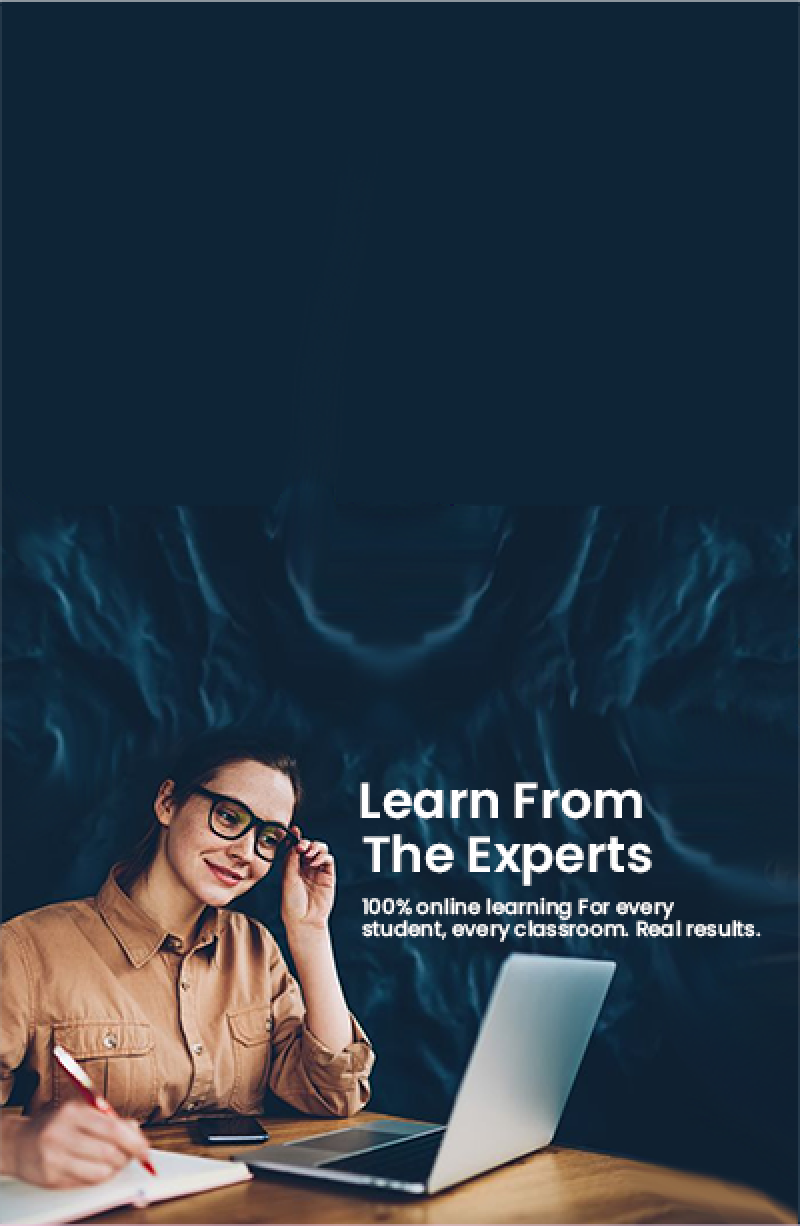 Learn From
The Experts
100% online learning For every
student, every classroom. Real results.